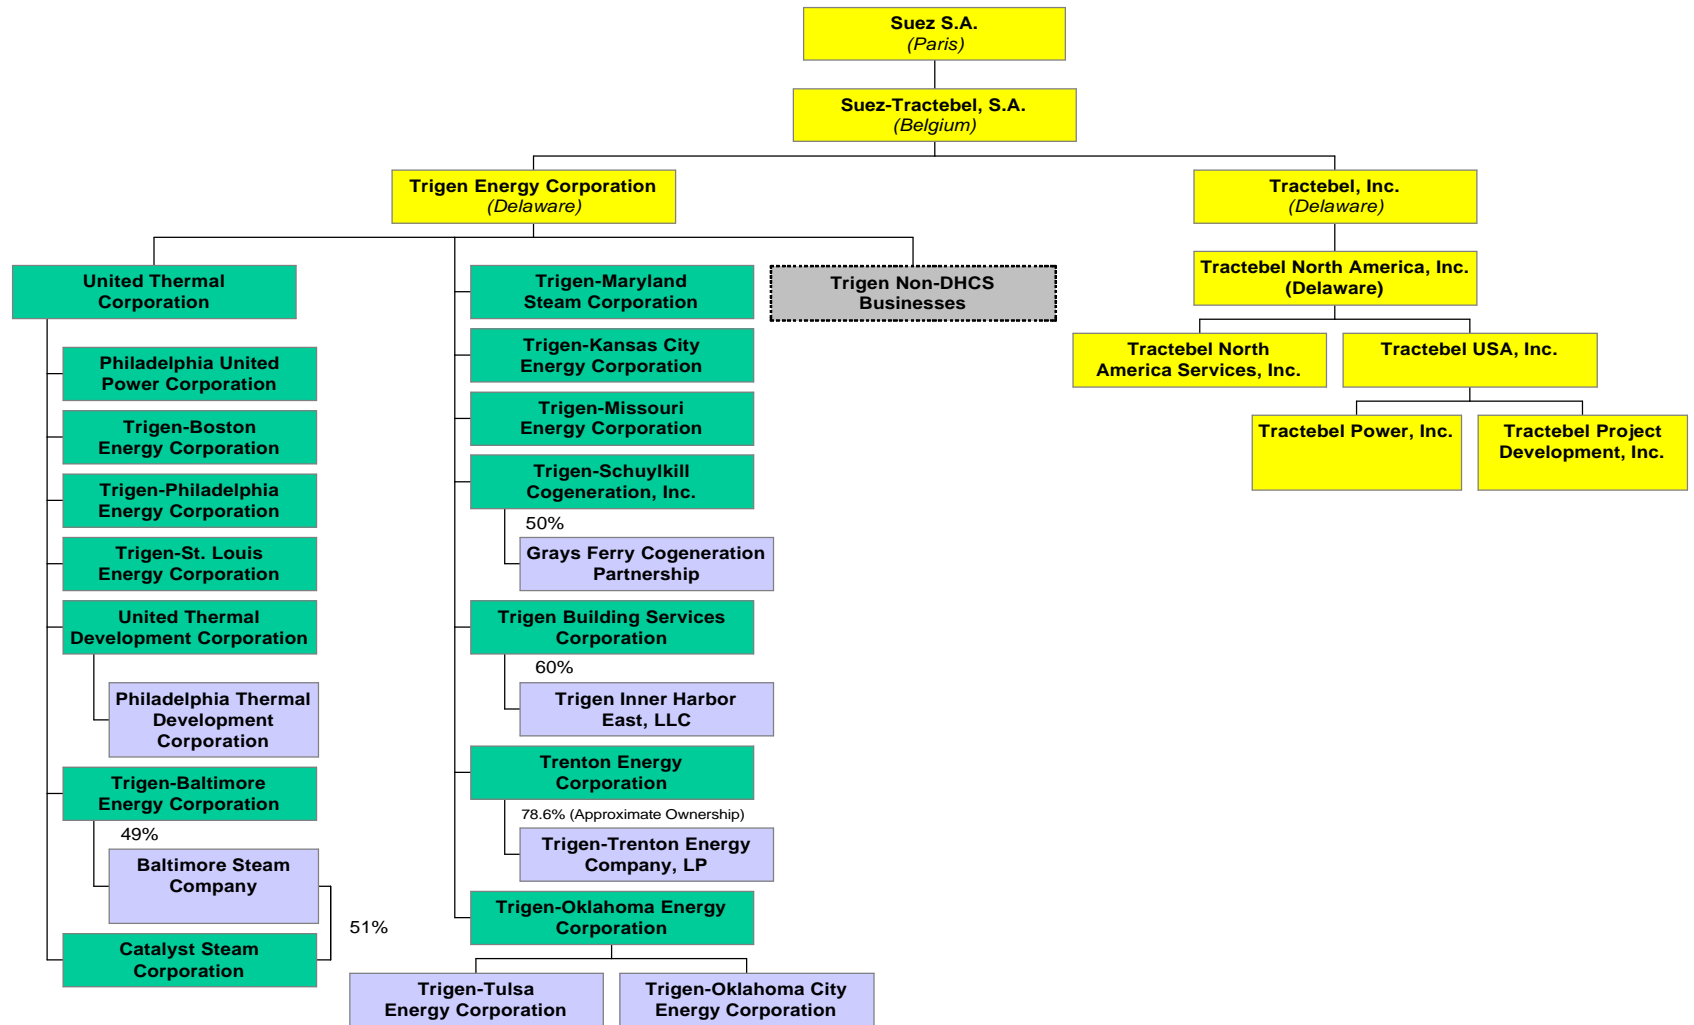 Suez S.A.
(Paris)
Suez-Tractebel, S.A.
(Belgium)
Trigen Energy Corporation
(Delaware)
Tractebel, Inc.
(Delaware)
United Thermal
Corporation
Trigen-Maryland
Steam Corporation
Trigen Non-DHCS
Businesses
Tractebel North America, Inc.
(Delaware)
Philadelphia United
Power Corporation
Trigen-Kansas City
Energy Corporation
Tractebel North
America Services, Inc.
Tractebel USA, Inc.
Trigen-Boston
Energy Corporation
Trigen-Missouri
Energy Corporation
Tractebel Power, Inc.
Tractebel Project
Development, Inc.
Trigen-Philadelphia
Energy Corporation
Trigen-Schuylkill
Cogeneration, Inc.
50%
Trigen-St. Louis
Energy Corporation
Grays Ferry Cogeneration
Partnership
United Thermal
Development Corporation
Trigen Building Services
Corporation
60%
Philadelphia Thermal
Development
Corporation
Trigen Inner Harbor
East, LLC
Trigen-Baltimore
Energy Corporation
Trenton Energy
Corporation
49%
78.6% (Approximate Ownership)
Baltimore Steam
Company
Trigen-Trenton Energy
Company, LP
51%
Catalyst Steam
Corporation
Trigen-Oklahoma Energy
Corporation
Trigen-Tulsa
Energy Corporation
Trigen-Oklahoma City
Energy Corporation